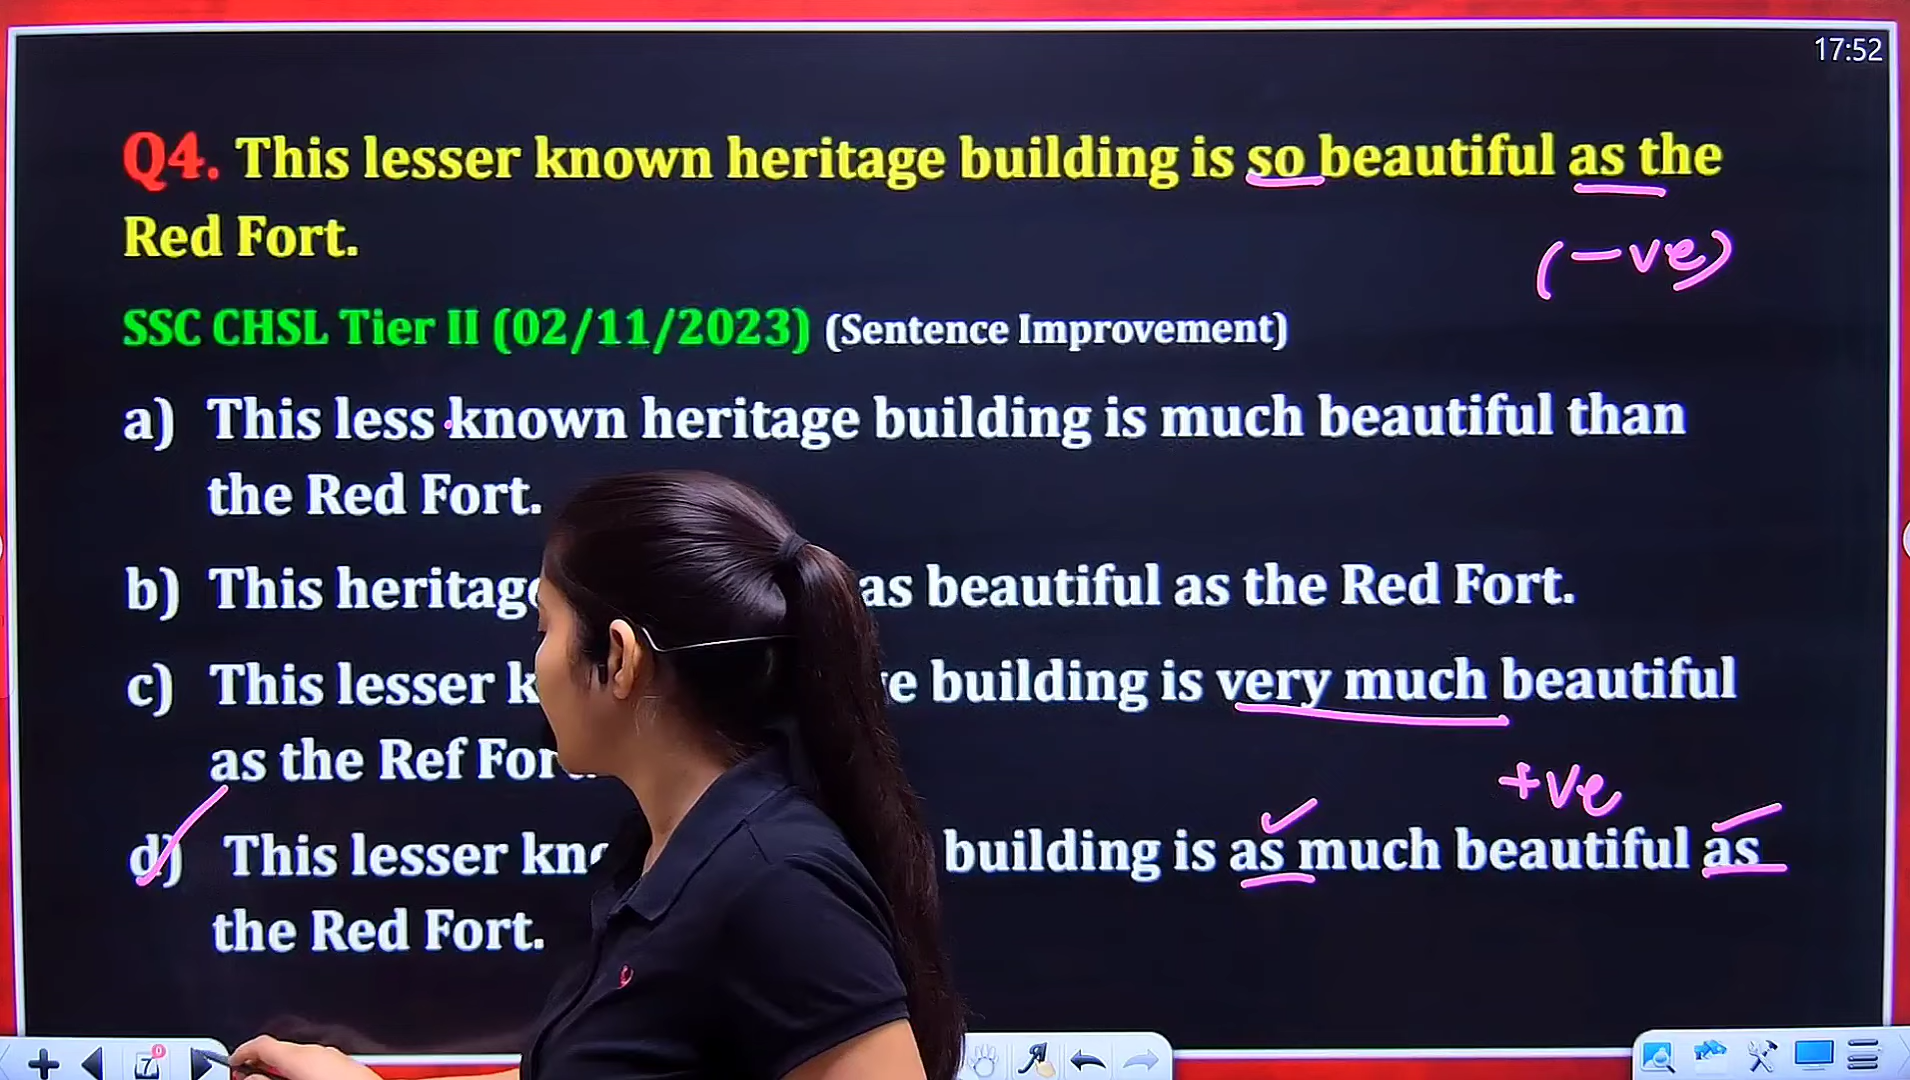 17:52
Q4. This lesser known heritage building is so beautiful as the
Red Fort.
(-ve)
SSC CHSL Tier II (02/11/2023) (Sentence Improvement)
a) This less known heritage building is much beautiful than
the Red Fort.
b) This as beautiful as the Red Fort.
c) This lesser building is very much beautiful
as the Ref
+ve
d) This lesser building is as much beautiful as
the Red Fort.